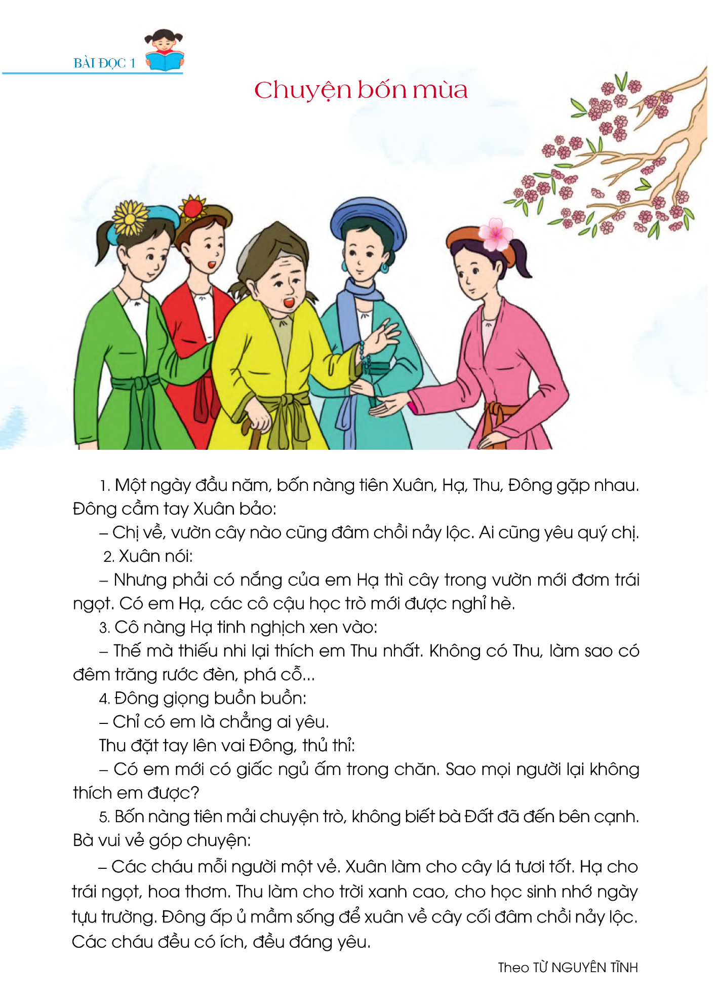 BÀI ĐỌC 1
Chuyện bốn mùa
1. Một ngày đầu năm, bốn nàng tiên Xuân, Hạ, Thu, Đông gặp nhau.
Đông cầm tay Xuân bảo:
– Chị về, vườn cây nào cũng đâm chồi nảy lộc. Ai cũng yêu quý chị.
2. Xuân nói:
– Nhưng phải có nắng của em Hạ thì cây trong vườn mới đơm trái
ngọt. Có em Hạ, các cô cậu học trò mới được nghỉ hè.
3. Cô nàng Hạ tinh nghịch xen vào:
– Thế mà thiếu nhi lại thích em Thu nhất. Không có Thu, làm sao có
đêm trăng rước đèn, phá cỗ...
4. Đông giọng buồn buồn:
– Chỉ có em là chẳng ai yêu.
Thu đặt tay lên vai Đông, thủ thỉ:
– Có em mới có giấc ngủ ấm trong chăn. Sao mọi người lại không
thích em được?
5. Bốn nàng tiên mải chuyện trò, không biết bà Đất đã đến bên cạnh.
Bà vui vẻ góp chuyện:
– Các cháu mỗi người một vẻ. Xuân làm cho cây lá tươi tốt. Hạ cho
trái ngọt, hoa thơm. Thu làm cho trời xanh cao, cho học sinh nhớ ngày
tựu trường. Đông ấp ủ mầm sống để xuân về cây cối đâm chồi nảy lộc.
Các cháu đều có ích, đều đáng yêu.
Theo TỪ NGUYÊN TĨNH